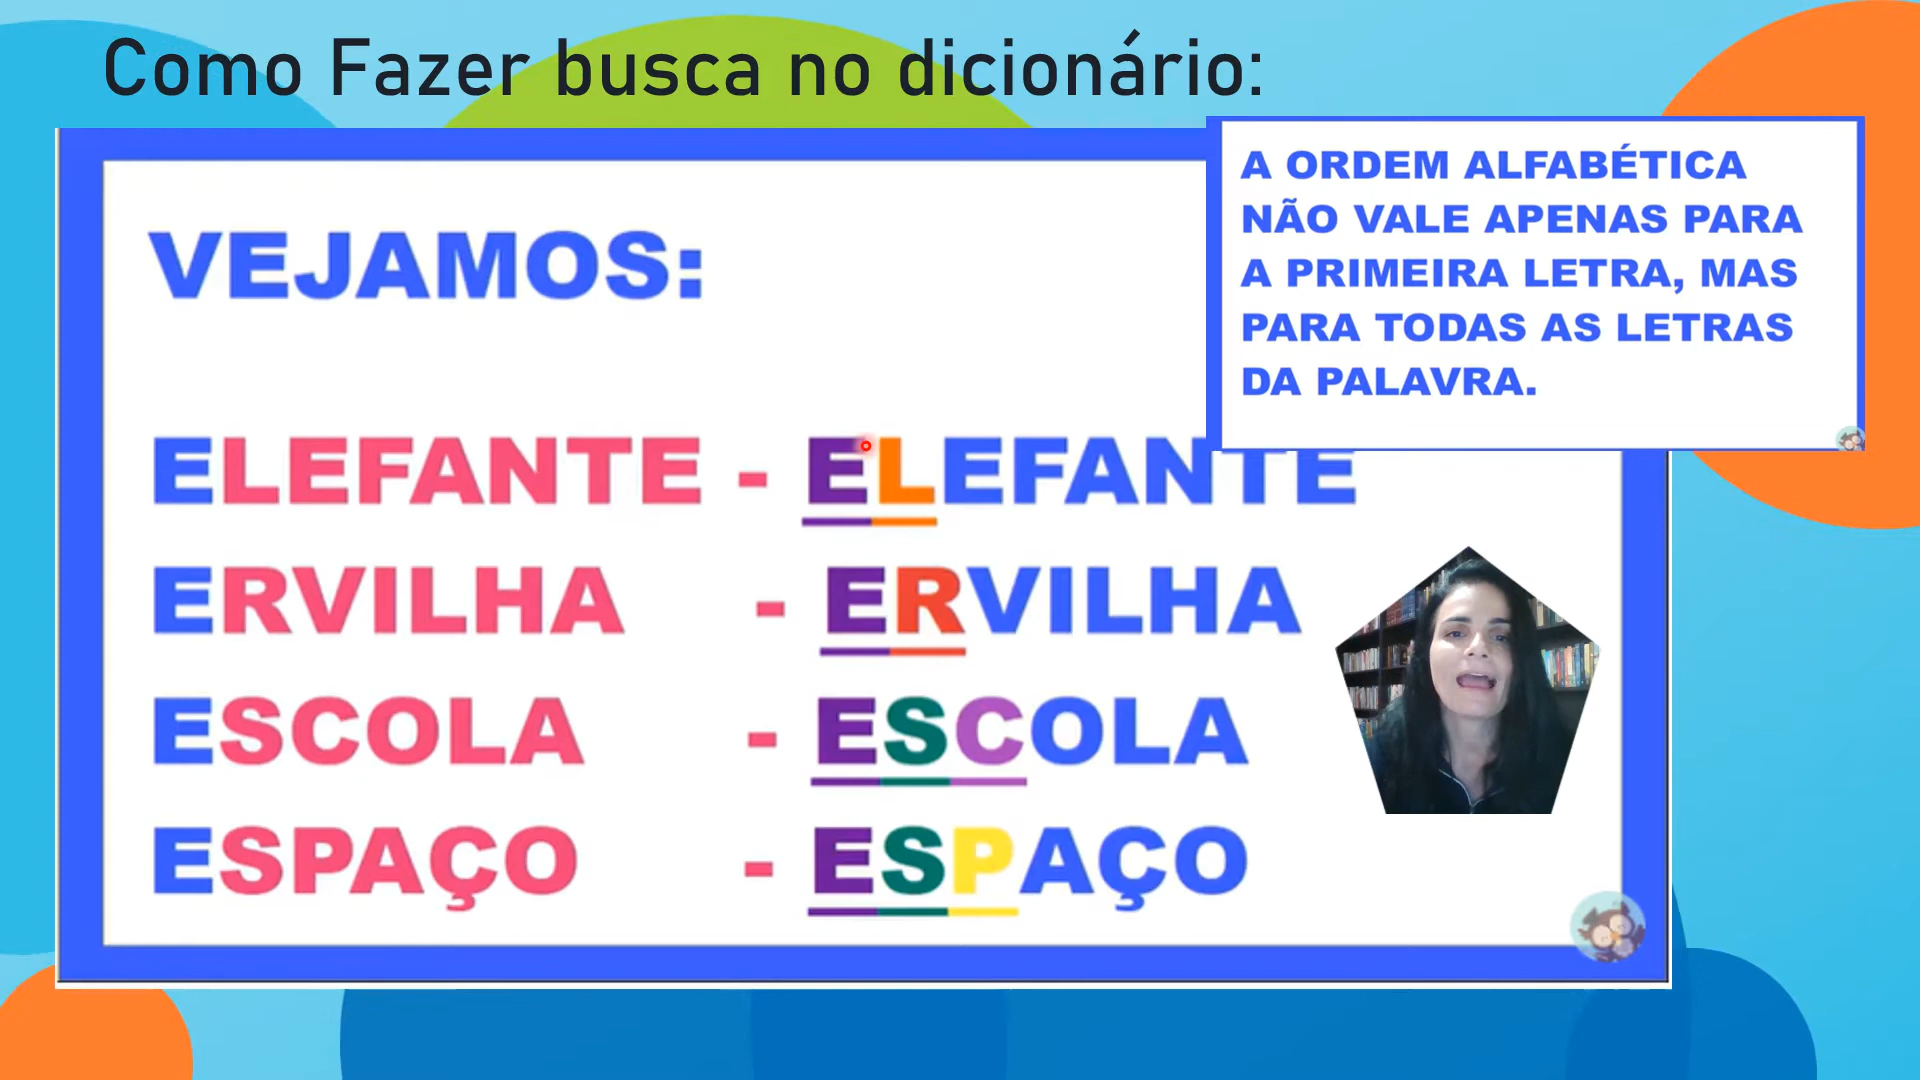 Como Fazer busca no dicionário:
A ORDEM ALFABÉTICA
NÃO VALE APENAS PARA
A PRIMEIRA LETRA, MAS
PARA TODAS AS LETRAS
DA PALAVRA.
VEJAMOS:
ELEFANTE - ELEFANTE
ERVILHA - ERVILHA
ESCOLA - ESCOLA
ESPAÇO - ESPAÇO